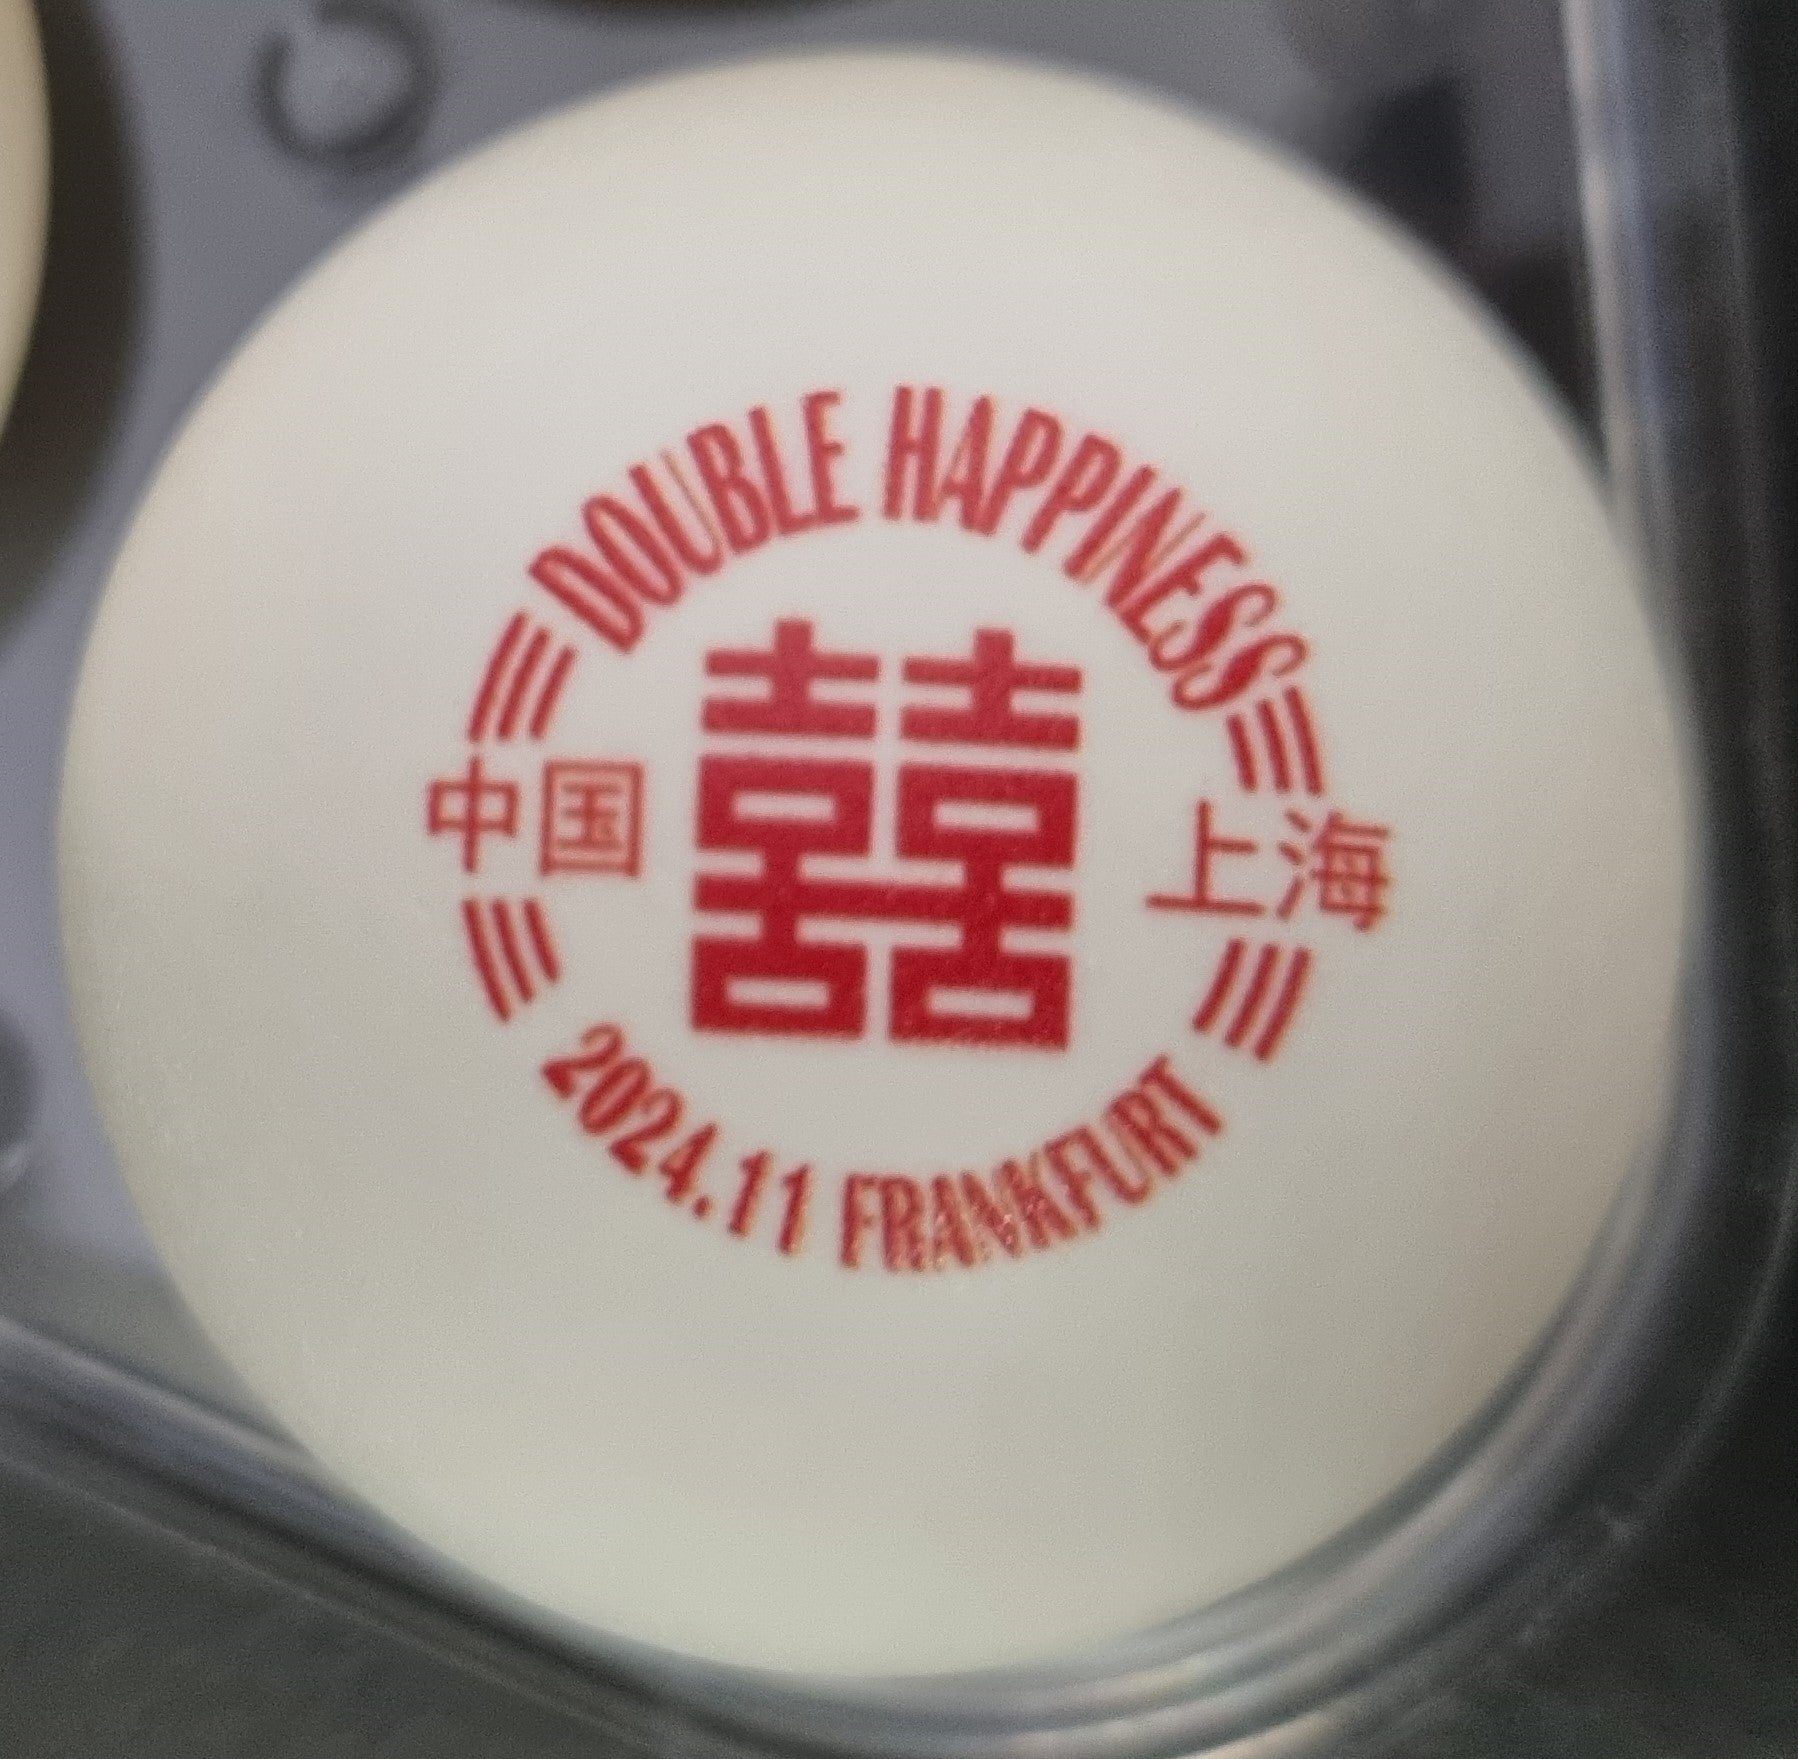 DOUBLE HAPPINESS
囍
中国 上海
2024.11 FRANKFURT